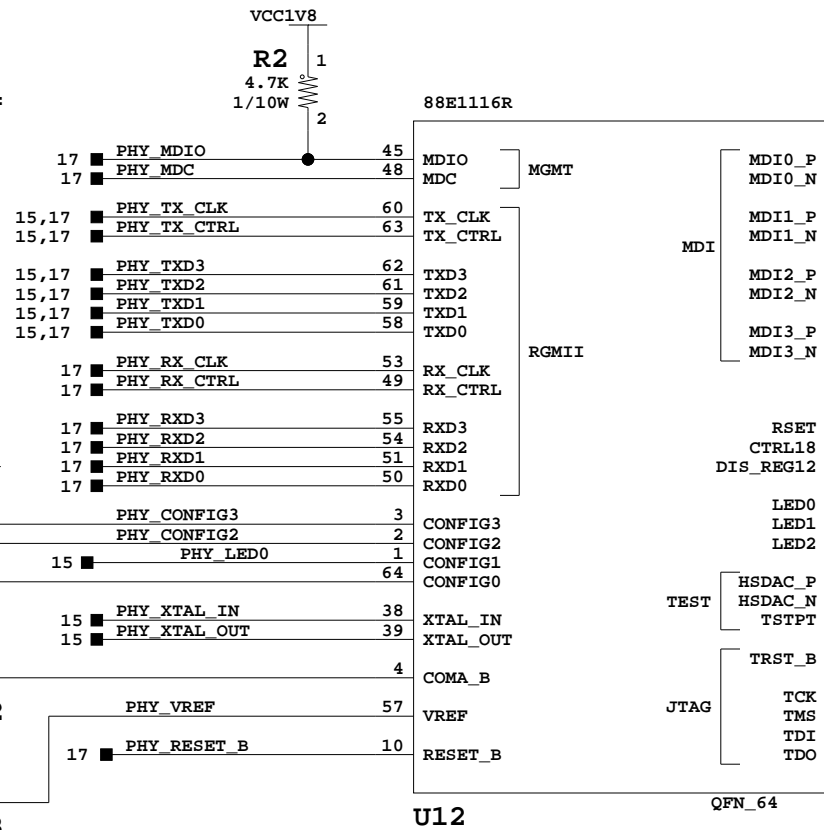 VCC1V8
R2 1
4.7K
1/10W
2
88E1116R
17 PHY_MDIO 45 MDIO MGMT MDI0_P
17 PHY_MDC 48 MDC MDI0_N
15,17 PHY_TX_CLK 60 TX_CLK MDI1_P
15,17 PHY_TX_CTRL 63 TX_CTRL MDI MDI1_N
15,17 PHY_TXD3 62 TXD3 MDI2_P
15,17 PHY_TXD2 61 TXD2 MDI2_N
15,17 PHY_TXD1 59 TXD1
15,17 PHY_TXD0 58 TXD0 MDI3_P
RGMII MDI3_N
17 PHY_RX_CLK 53 RX_CLK
17 PHY_RX_CTRL 49 RX_CTRL
17 PHY_RXD3 55 RXD3 RSET
17 PHY_RXD2 54 RXD2 CTRL18
17 PHY_RXD1 51 RXD1 DIS_REG12
17 PHY_RXD0 50 RXD0
LED0
PHY_CONFIG3 3 CONFIG3 LED1
PHY_CONFIG2 2 CONFIG2 LED2
15 PHY_LED0 1 CONFIG1
64 CONFIG0 HSDAC_P
TEST HSDAC_N
15 PHY_XTAL_IN 38 XTAL_IN TSTPT
15 PHY_XTAL_OUT 39 XTAL_OUT
TRST_B
4 COMA_B
TCK
PHY_VREF 57 VREF JTAG TMS
TDI
17 PHY_RESET_B 10 RESET_B TDO
QFN_64
U12